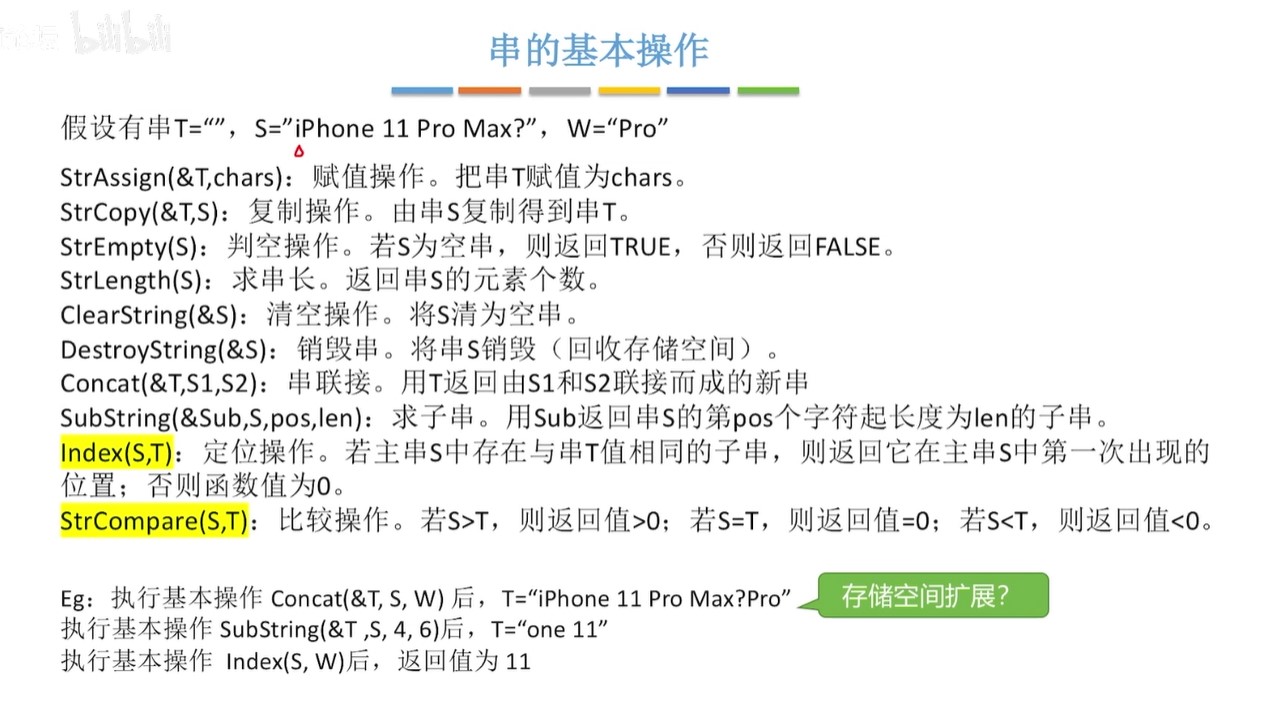 bilibili
串的基本操作
假设有串T=“”，S=”iPhone 11 Pro Max?”，W=“Pro”
StrAssign(&T,chars)：赋值操作。把串T赋值为chars。
StrCopy(&T,S)：复制操作。由串S复制得到串T。
StrEmpty(S)：判空操作。若S为空串，则返回TRUE，否则返回FALSE。
StrLength(S)：求串长。返回串S的元素个数。
ClearString(&S)：清空操作。将S清为空串。
DestroyString(&S)：销毁串。将串S销毁（回收存储空间）。
Concat(&T,S1,S2)：串联接。用T返回由S1和S2联接而成的新串
SubString(&Sub,S,pos,len)：求子串。用Sub返回串S的第pos个字符起长度为len的子串。
Index(S,T)：定位操作。若主串S中存在与串T值相同的子串，则返回它在主串S中第一次出现的
位置；否则函数值为0。
StrCompare(S,T)：比较操作。若S>T，则返回值>0；若S=T，则返回值=0；若S<T，则返回值<0。
Eg：执行基本操作 Concat(&T, S, W) 后，T=“iPhone 11 Pro Max?Pro”
存储空间扩展？
执行基本操作 SubString(&T ,S, 4, 6)后，T=“one 11”
执行基本操作 Index(S, W)后，返回值为 11